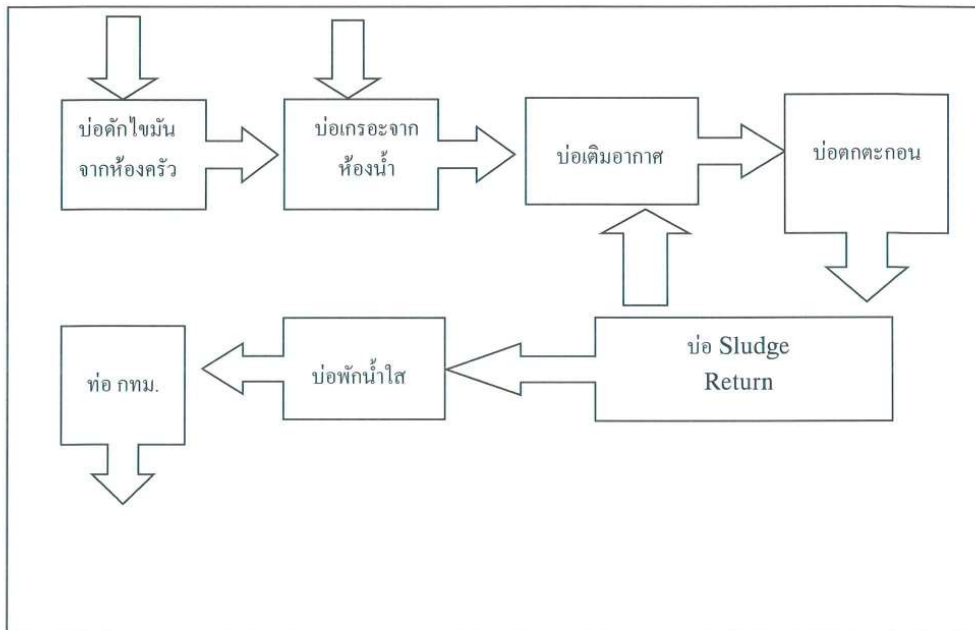 บ่อดักไขมัน
จากห้องครัว
บ่อเกรอะจาก
ห้องน้ำ
บ่อเติมอากาศ
บ่อตกตะกอน
บ่อ Sludge
Return
บ่อพักน้ำใส
ท่อ กทม.